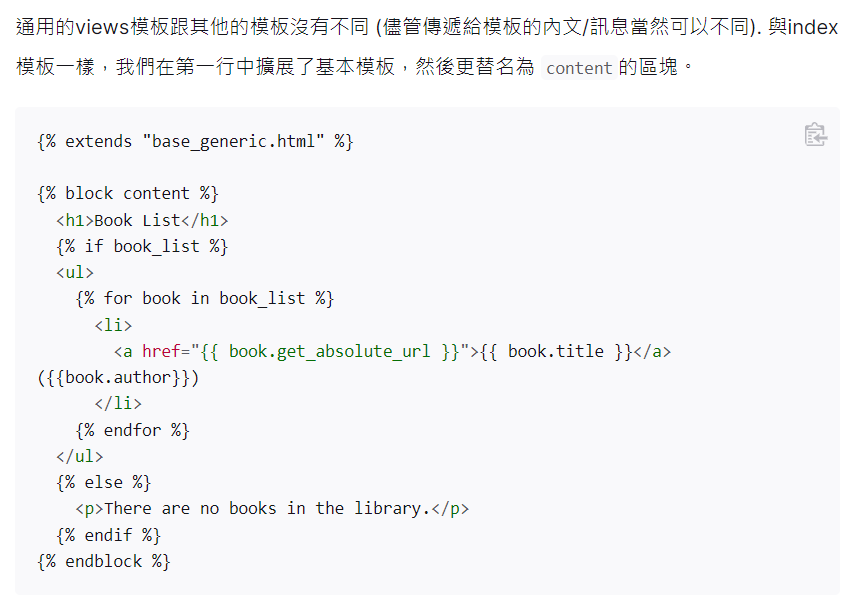 通用的views模板跟其他的模板沒有不同 (儘管傳遞給模板的內文/訊息當然可以不同). 與index
模板一樣，我們在第一行中擴展了基本模板，然後更替名為 content 的區塊。
{% extends "base_generic.html" %}
{% block content %}
<h1>Book List</h1>
{% if book_list %}
<ul>
{% for book in book_list %}
<li>
<a href="{{ book.get_absolute_url }}">{{ book.title }}</a>
({{book.author}})
</li>
{% endfor %}
</ul>
{% else %}
<p>There are no books in the library.</p>
{% endif %}
{% endblock %}